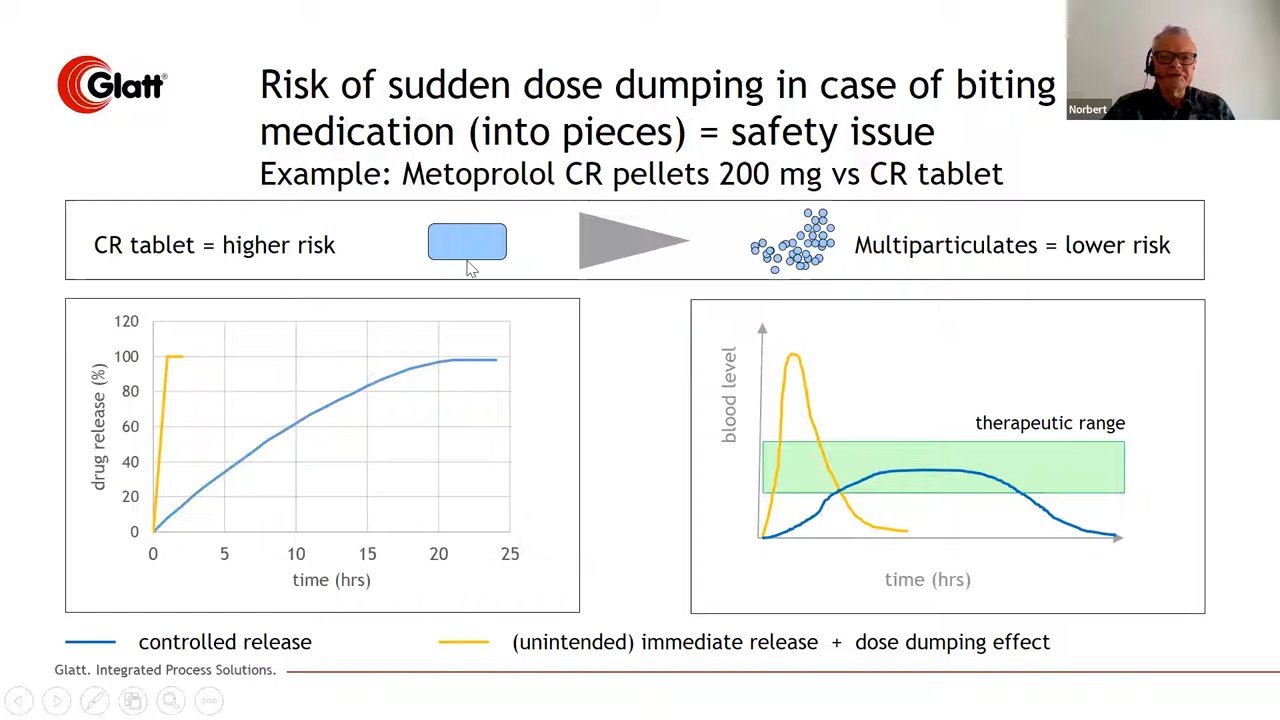 Glatt®
Risk of sudden dose dumping in case of biting
medication (into pieces) = safety issue
Example: Metoprolol CR pellets 200 mg vs CR tablet
Norbert
CR tablet = higher risk
Multiparticulates = lower risk
120
100
80
60
40
20
0
drug release (%)
0 5 10 15 20 25
time (hrs)
blood level
therapeutic range
time (hrs)
controlled release
(unintended) immediate release + dose dumping effect
Glatt. Integrated Process Solutions.